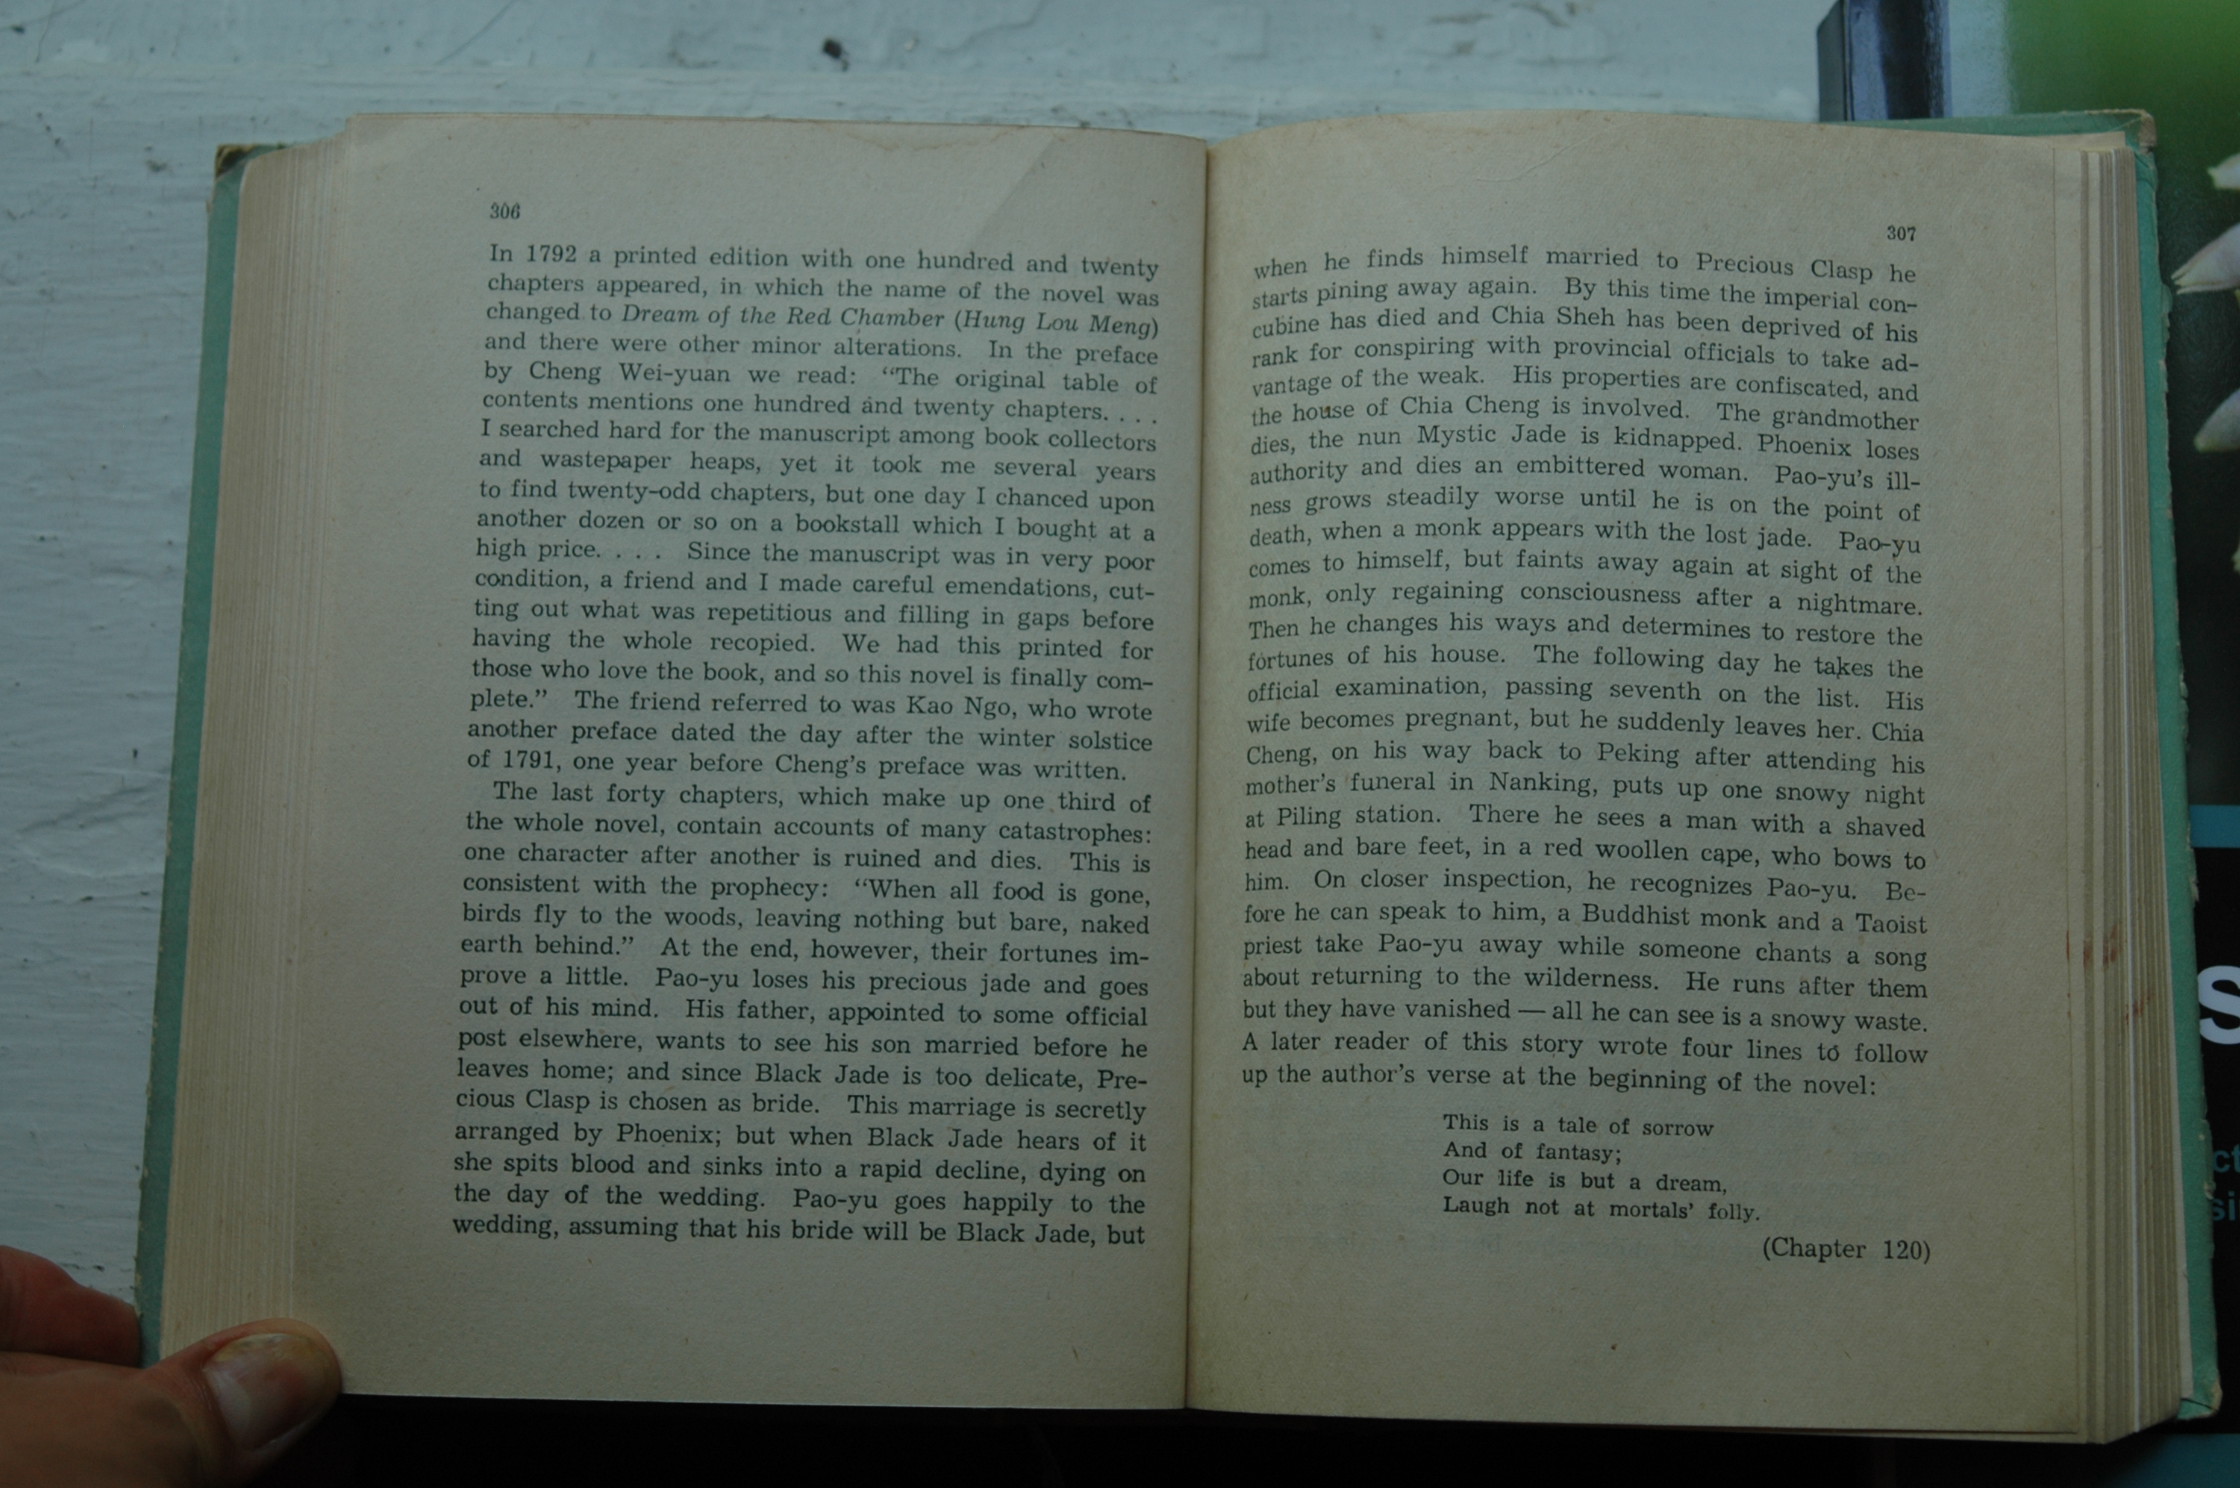 306
In 1792 a printed edition with one hundred and twenty
chapters appeared, in which the name of the novel was
changed to Dream of the Red Chamber (Hung Lou Meng)
and there were other minor alterations. In the preface
by Cheng Wei-yuan we read: “The original table of
contents mentions one hundred and twenty chapters. . . .
I searched hard for the manuscript among book collectors
and wastepaper heaps, yet it took me several years
to find twenty-odd chapters, but one day I chanced upon
another dozen or so on a bookstall which I bought at a
high price. . . . Since the manuscript was in very poor
condition, a friend and I made careful emendations, cut-
ting out what was repetitious and filling in gaps before
having the whole recopied. We had this printed for
those who love the book, and so this novel is finally com-
plete.” The friend referred to was Kao Ngo, who wrote
another preface dated the day after the winter solstice
of 1791, one year before Cheng’s preface was written.
The last forty chapters, which make up one third of
the whole novel, contain accounts of many catastrophes:
one character after another is ruined and dies. This is
consistent with the prophecy: “When all food is gone,
birds fly to the woods, leaving nothing but bare, naked
earth behind.” At the end, however, their fortunes im-
prove a little. Pao-yu loses his precious jade and goes
out of his mind. His father, appointed to some official
post elsewhere, wants to see his son married before he
leaves home; and since Black Jade is too delicate, Pre-
cious Clasp is chosen as bride. This marriage is secretly
arranged by Phoenix; but when Black Jade hears of it
she spits blood and sinks into a rapid decline, dying on
the day of the wedding. Pao-yu goes happily to the
wedding, assuming that his bride will be Black Jade, but
307
when he finds himself married to Precious Clasp he
starts pining away again. By this time the imperial con-
cubine has died and Chia Sheh has been deprived of his
rank for conspiring with provincial officials to take ad-
vantage of the weak. His properties are confiscated, and
the house of Chia Cheng is involved. The grandmother
dies, the nun Mystic Jade is kidnapped. Phoenix loses
authority and dies an embittered woman. Pao-yu’s ill-
ness grows steadily worse until he is on the point of
death, when a monk appears with the lost jade. Pao-yu
comes to himself, but faints away again at sight of the
monk, only regaining consciousness after a nightmare.
Then he changes his ways and determines to restore the
fortunes of his house. The following day he takes the
official examination, passing seventh on the list. His
wife becomes pregnant, but he suddenly leaves her. Chia
Cheng, on his way back to Peking after attending his
mother’s funeral in Nanking, puts up one snowy night
at Piling station. There he sees a man with a shaved
head and bare feet, in a red woollen cape, who bows to
him. On closer inspection, he recognizes Pao-yu. Be-
fore he can speak to him, a Buddhist monk and a Taoist
priest take Pao-yu away while someone chants a song
about returning to the wilderness. He runs after them
but they have vanished — all he can see is a snowy waste.
A later reader of this story wrote four lines to follow
up the author’s verse at the beginning of the novel:
This is a tale of sorrow
And of fantasy;
Our life is but a dream,
Laugh not at mortals’ folly.
(Chapter 120)